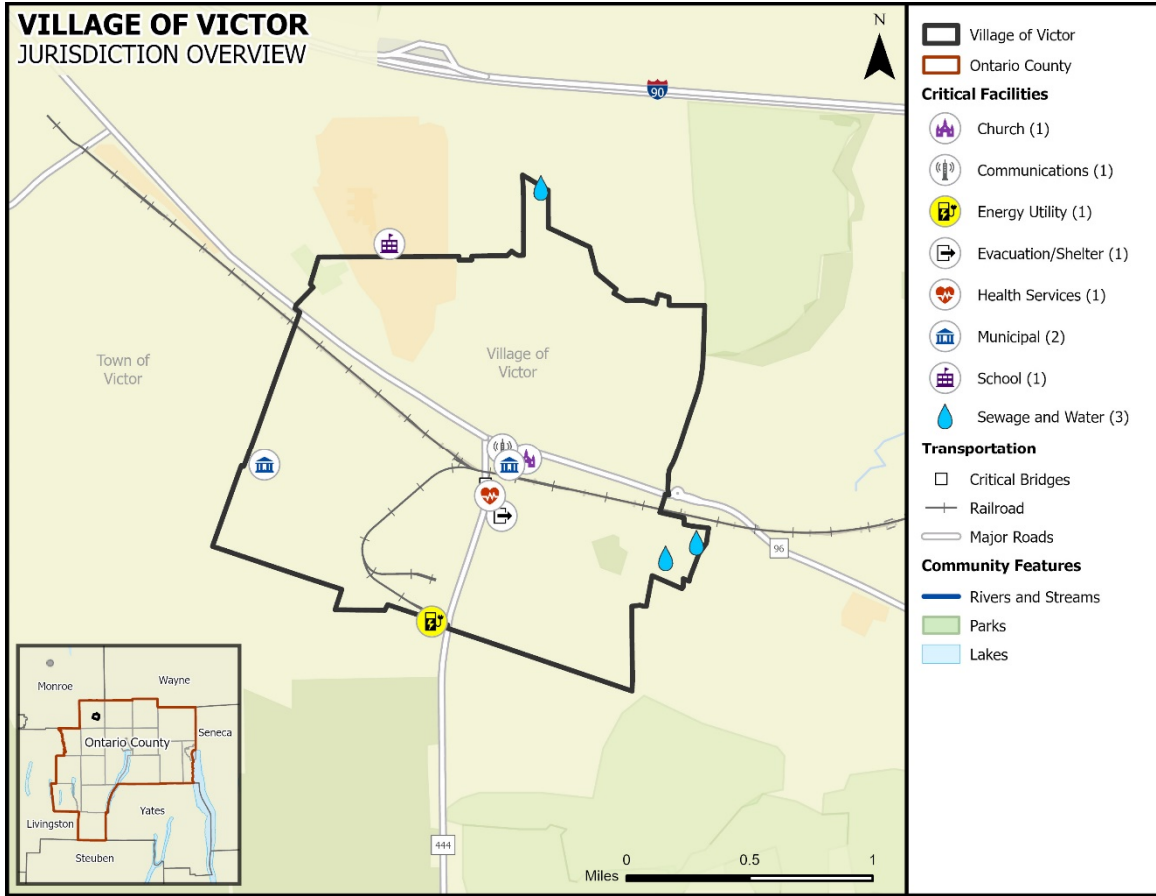 VILLAGE OF VICTOR
JURISDICTION OVERVIEW
N
90
Town of
Victor
Village of
Victor
96
444
Monroe
Wayne
Ontario County
Seneca
Livingston
Yates
Steuben
0
0.5
1
Miles
Village of Victor
Ontario County
Critical Facilities
Church (1)
Communications (1)
Energy Utility (1)
Evacuation/Shelter (1)
Health Services (1)
Municipal (2)
School (1)
Sewage and Water (3)
Transportation
Critical Bridges
Railroad
Major Roads
Community Features
Rivers and Streams
Parks
Lakes